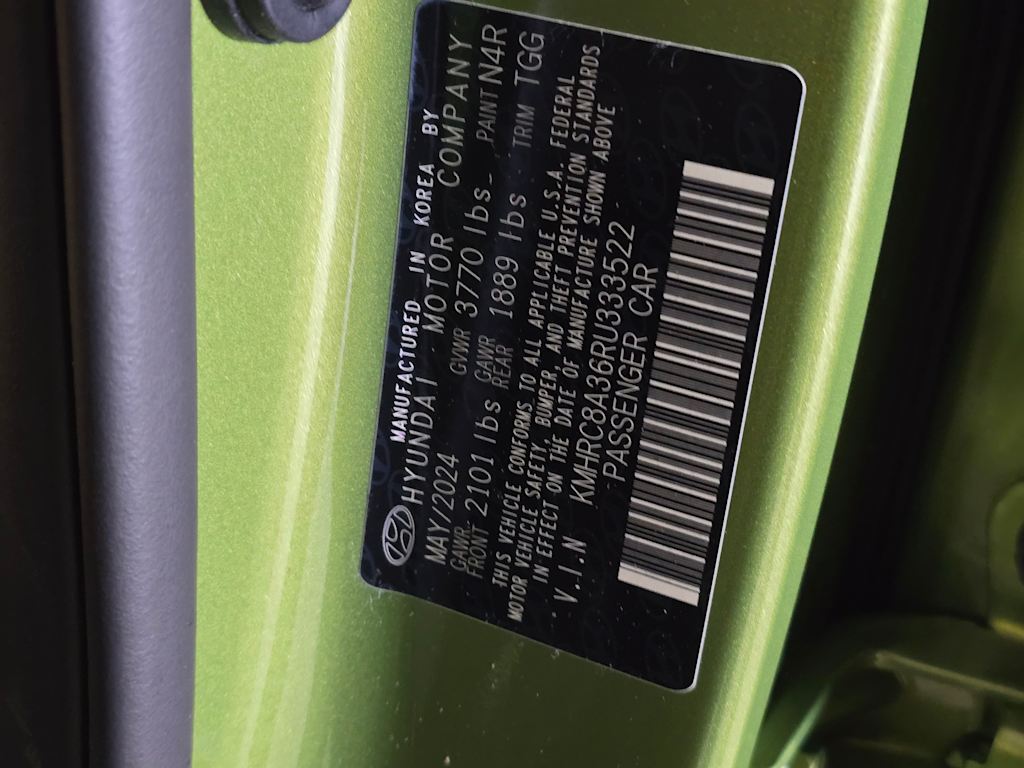 MANUFACTURED IN KOREA BY
HYUNDAI MOTOR COMPANY
MAY/2024 GVWR 3770 lbs PAINT N4R
GAWR FRONT 2101 lbs GAWR REAR 1889 lbs TRIM TGG
THIS VEHICLE CONFORMS TO ALL APPLICABLE U.S.A. FEDERAL
MOTOR VEHICLE SAFETY, BUMPER, AND THEFT PREVENTION STANDARDS
IN EFFECT ON THE DATE OF MANUFACTURE SHOWN ABOVE
V.I.N KMHRC8A36RU333522
PASSENGER CAR